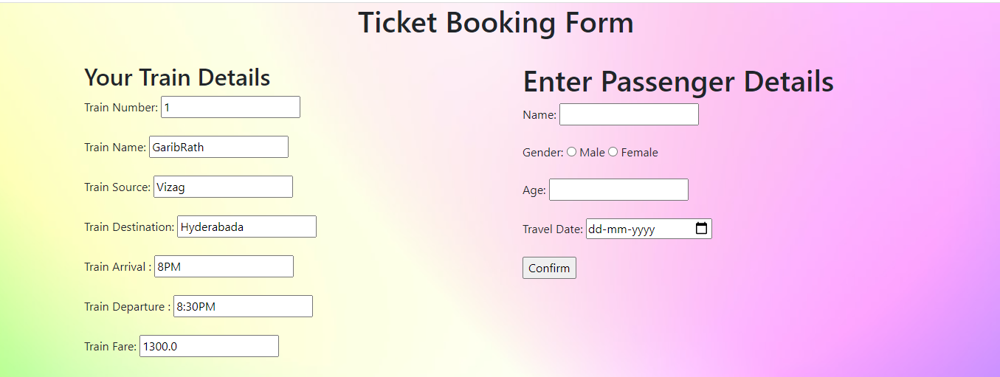 Ticket Booking Form
Your Train Details
Train Number: 1
Train Name: GaribRath
Train Source: Vizag
Train Destination: Hyderabada
Train Arrival : 8PM
Train Departure : 8:30PM
Train Fare: 1300.0
Enter Passenger Details
Name:
Gender: Male Female
Age:
Travel Date: dd-mm-yyyy
Confirm